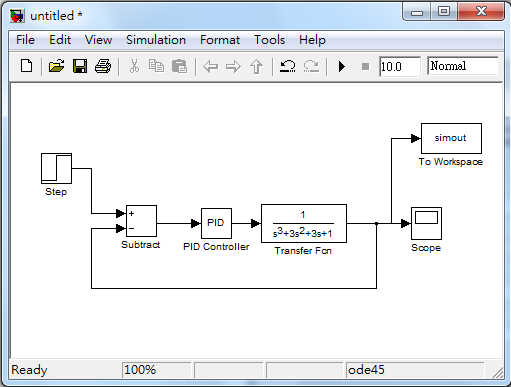 untitled *
File Edit View Simulation Format Tools Help
10.0 Normal
simout
To Workspace
Step
+
−
Subtract
PID
PID Controller
1
s³+3s²+3s+1
Transfer Fcn
Scope
Ready 100% ode45